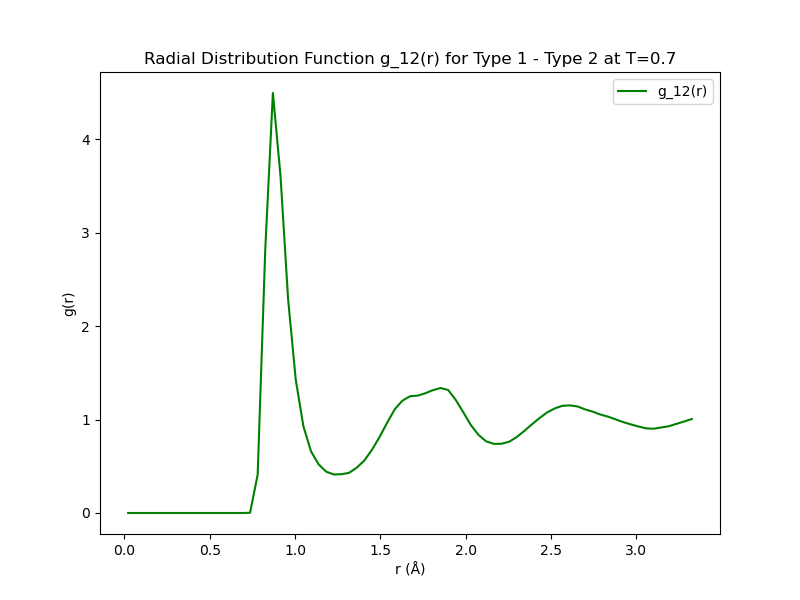 Radial Distribution Function g_12(r) for Type 1 - Type 2 at T=0.7
g_12(r)
4
3
2
1
0
g(r)
0.0 0.5 1.0 1.5 2.0 2.5 3.0
r (Å)